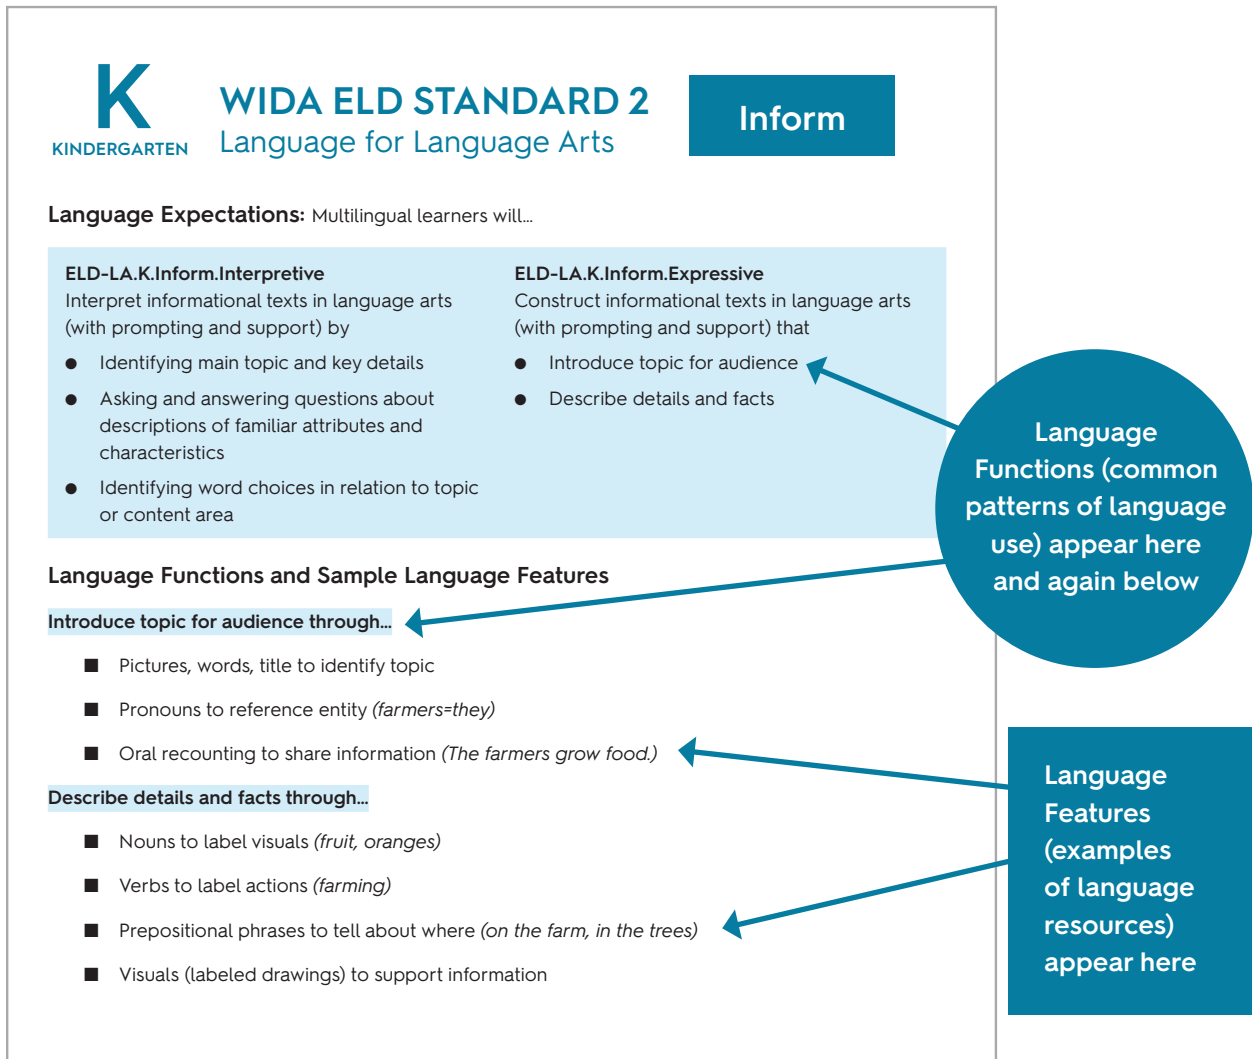 K
KINDERGARTEN
WIDA ELD STANDARD 2
Language for Language Arts
Inform
Language Expectations: Multilingual learners will...
ELD-LA.K.Inform.Interpretive
Interpret informational texts in language arts
(with prompting and support) by
● Identifying main topic and key details
● Asking and answering questions about
descriptions of familiar attributes and
characteristics
● Identifying word choices in relation to topic
or content area
ELD-LA.K.Inform.Expressive
Construct informational texts in language arts
(with prompting and support) that
● Introduce topic for audience
● Describe details and facts
Language
Functions (common
patterns of language
use) appear here
and again below
Language Functions and Sample Language Features
Introduce topic for audience through...
■ Pictures, words, title to identify topic
■ Pronouns to reference entity (farmers=they)
■ Oral recounting to share information (The farmers grow food.)
Describe details and facts through...
■ Nouns to label visuals (fruit, oranges)
■ Verbs to label actions (farming)
■ Prepositional phrases to tell about where (on the farm, in the trees)
■ Visuals (labeled drawings) to support information
Language
Features
(examples
of language
resources)
appear here